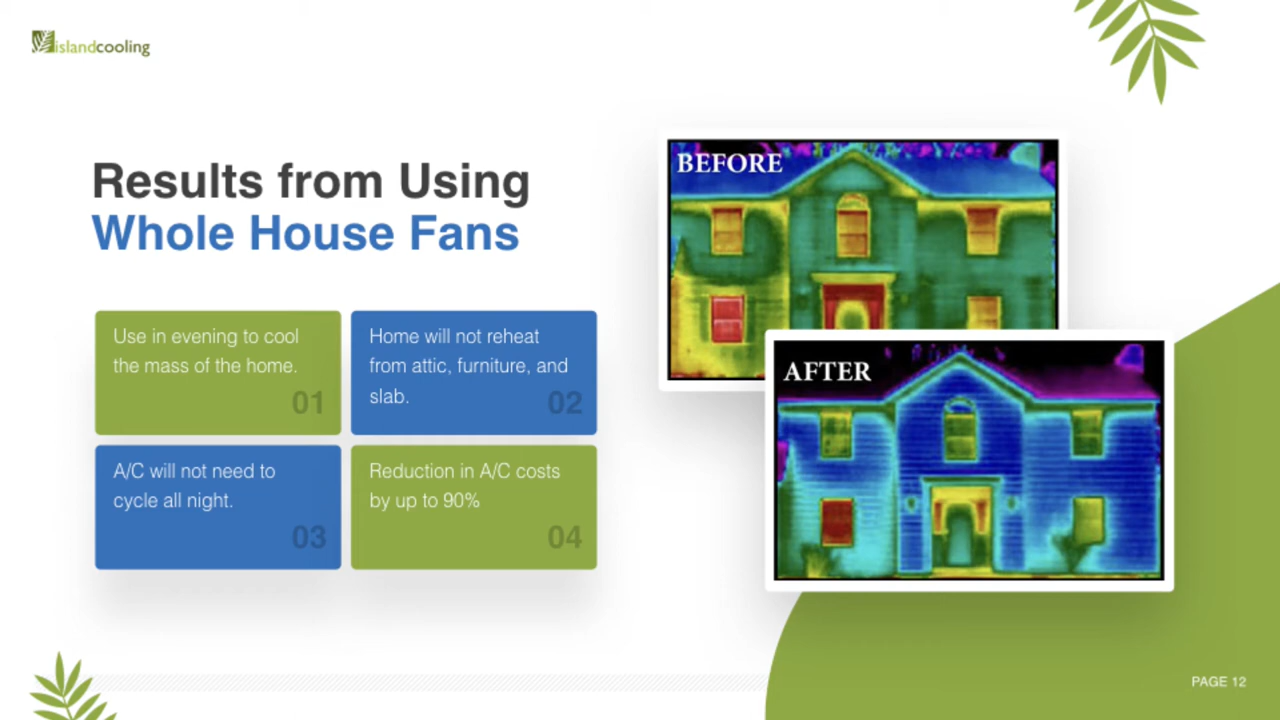 islandcooling
Results from Using
Whole House Fans
Use in evening to cool
the mass of the home.
01
Home will not reheat
from attic, furniture, and
slab.
02
A/C will not need to
cycle all night.
03
Reduction in A/C costs
by up to 90%
04
BEFORE
AFTER
PAGE 12